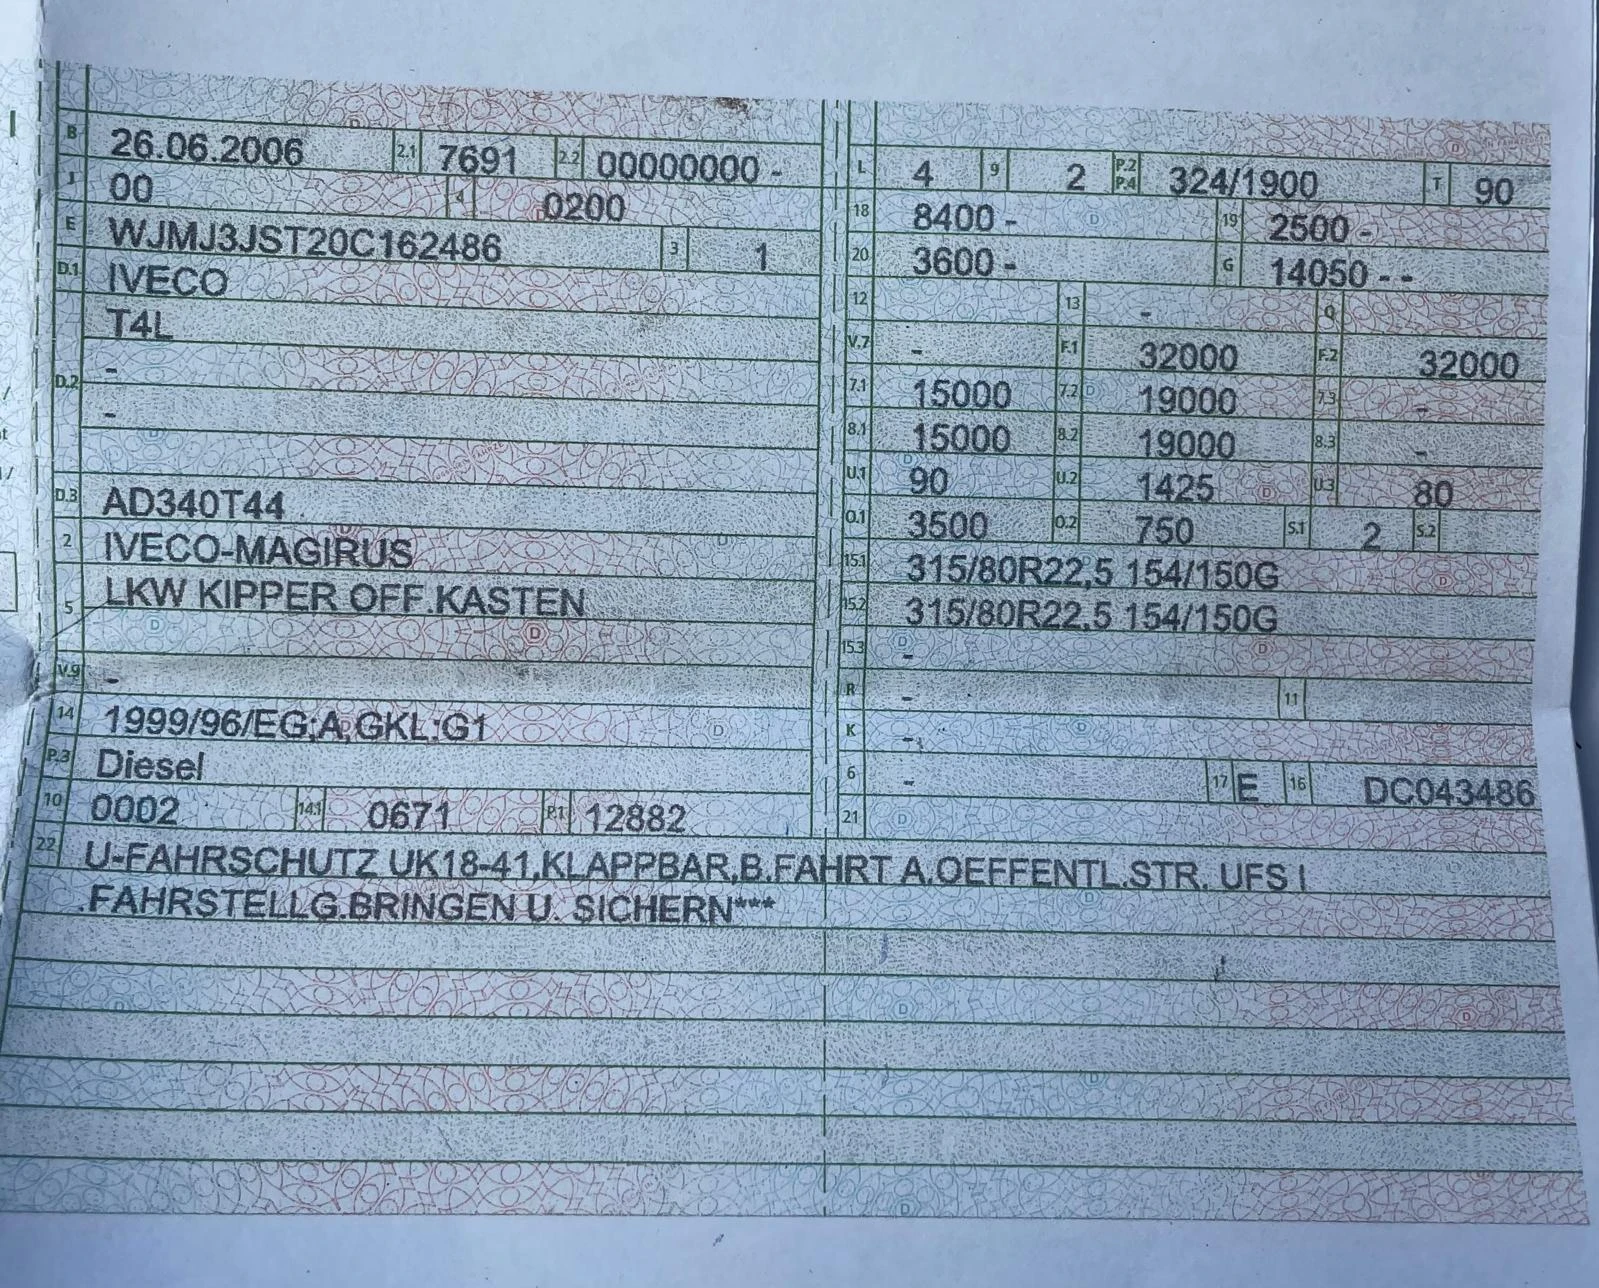 B 26.06.2006 2.1 7691 2.2 00000000 -
J 00 4 0200
E WJMJ3JST20C162486 3 1
D.1 IVECO
T4L
-
D.2
-
D.3 AD340T44
2 IVECO-MAGIRUS
5 LKW KIPPER OFF.KASTEN
V.9 -
14 1999/96/EG;A,GKL:G1
P.3 Diesel
10 0002 14.1 0671 P.1 12882
L 4 9 2 P.2 P.4 324/1900 T 90
18 8400 - 19 2500 -
20 3600 - G 14050 - -
12 13 - Q
V.7 - F.1 32000 F.2 32000
7.1 15000 7.2 19000 7.3 -
8.1 15000 8.2 19000 8.3 -
U.1 90 U.2 1425 U.3 80
O.1 3500 O.2 750 S.1 2 S.2
15.1 315/80R22,5 154/150G
15.2 315/80R22,5 154/150G
15.3 -
R - 11
K -
6 - 17 E 16 DC043486
21
22 U-FAHRSCHUTZ UK18-41,KLAPPBAR,B.FAHRT A.OEFFENTL.STR. UFS I
.FAHRSTELLG.BRINGEN U. SICHERN***